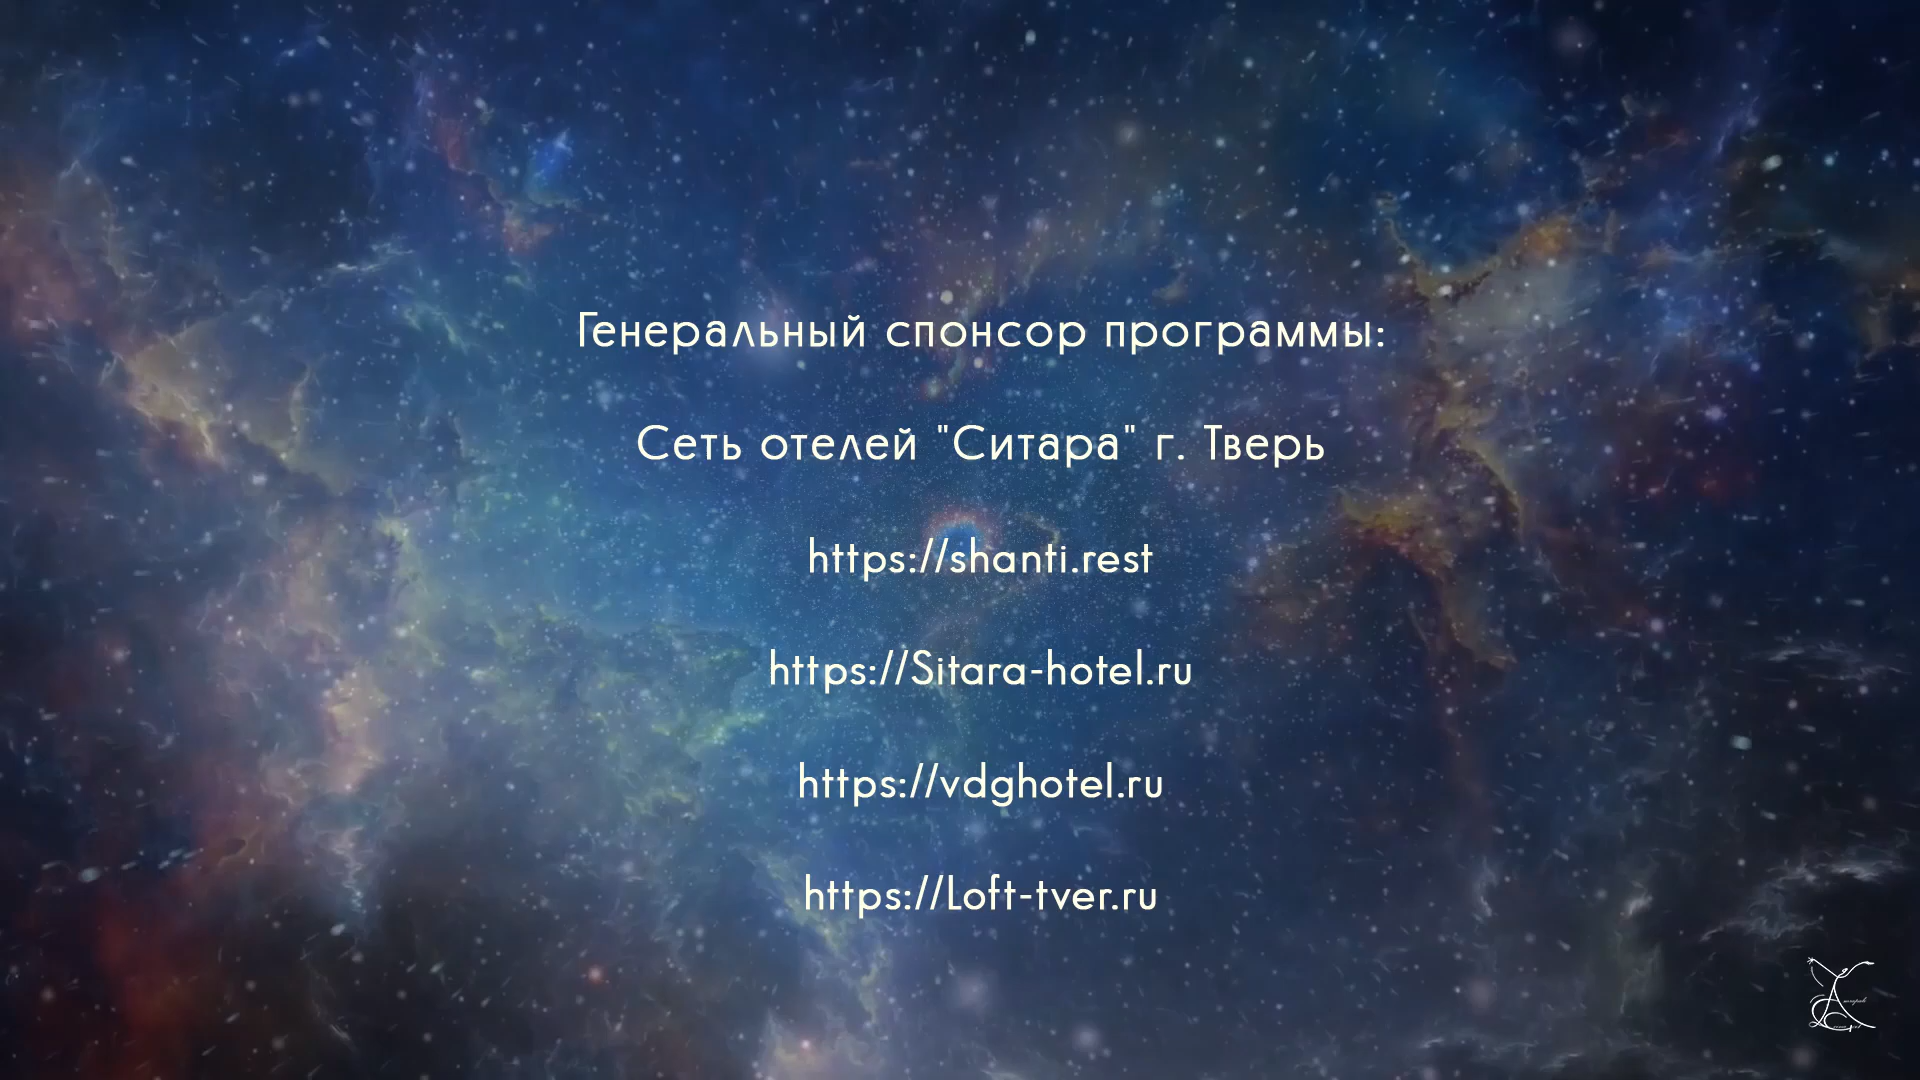 Генеральный спонсор программы:
Сеть отелей "Ситара" г. Тверь
https://shanti.rest
https://Sitara-hotel.ru
https://vdghotel.ru
https://Loft-tver.ru